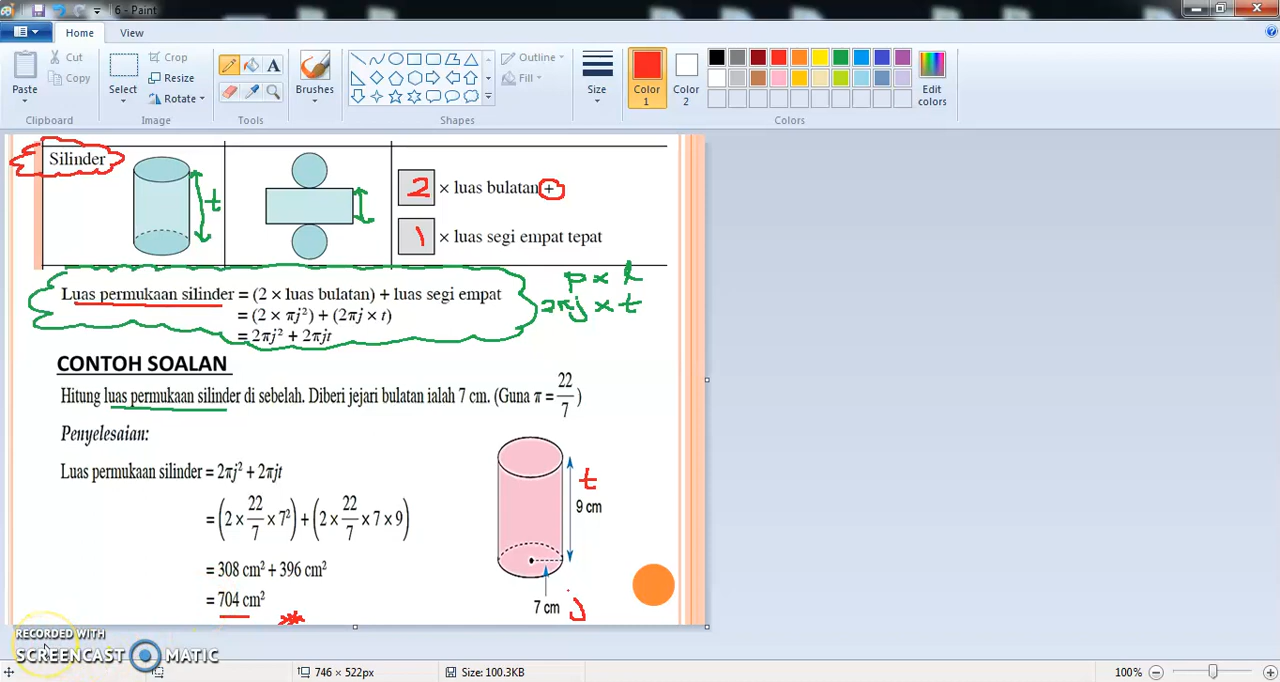 6 - Paint
Home View
Paste
Cut
Copy
Clipboard
Select
Crop
Resize
Rotate
Image
A
Tools
Brushes
Shapes
Outline
Fill
Size
Color 1
Color 2
Edit colors
Colors
Silinder
t
2 × luas bulatan +
1 × luas segi empat tepat
p × l
2πj × t
Luas permukaan silinder = (2 × luas bulatan) + luas segi empat
= (2 × πj²) + (2πj × t)
= 2πj² + 2πjt
CONTOH SOALAN
Hitung luas permukaan silinder di sebelah. Diberi jejari bulatan ialah 7 cm. (Guna π = 22/7)
Penyelesaian:
Luas permukaan silinder = 2πj² + 2πjt
= (2 × 22/7 × 7²) + (2 × 22/7 × 7 × 9)
= 308 cm² + 396 cm²
= 704 cm²
t
9 cm
7 cm j
RECORDED WITH
SCREENCAST MATIC
746 × 522px
Size: 100.3KB
100%